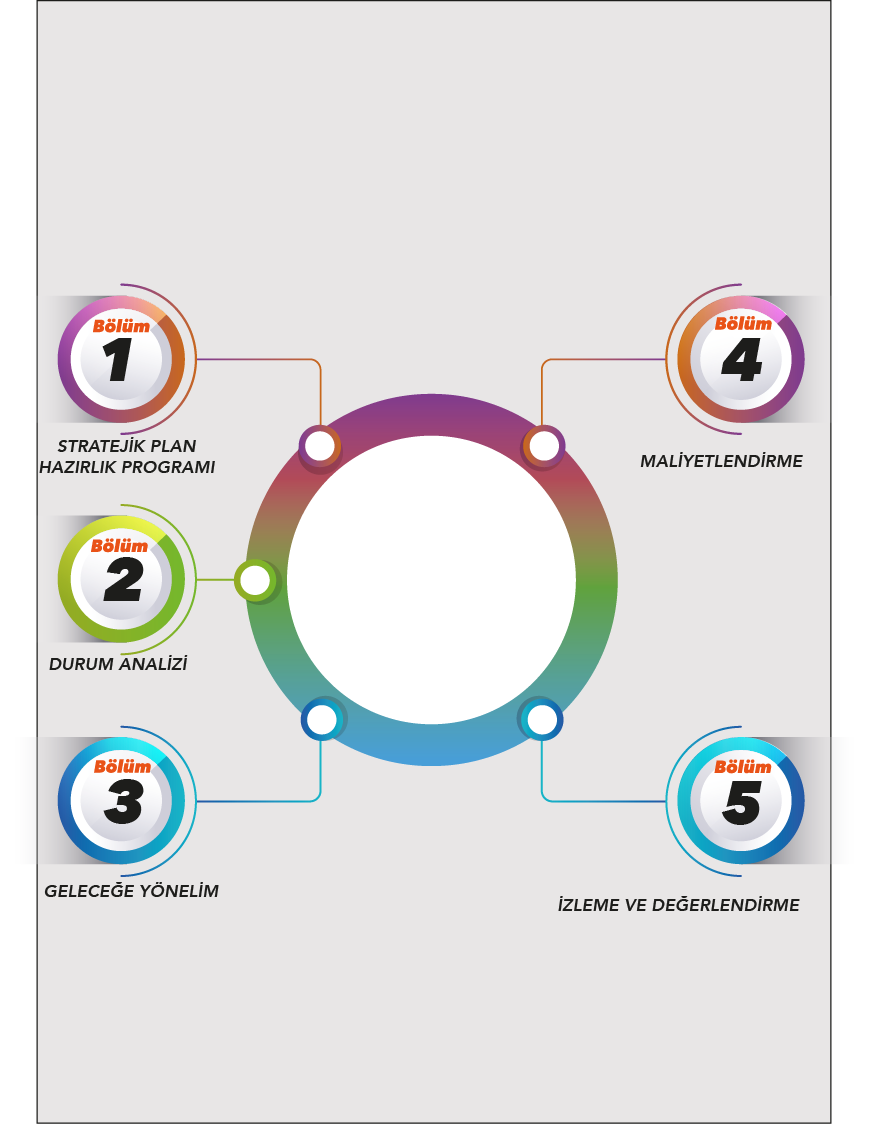 Bölüm
1
STRATEJİK PLAN
HAZIRLIK PROGRAMI
Bölüm
2
DURUM ANALİZİ
Bölüm
3
GELECEĞE YÖNELİM
Bölüm
4
MALİYETLENDİRME
Bölüm
5
İZLEME VE DEĞERLENDİRME